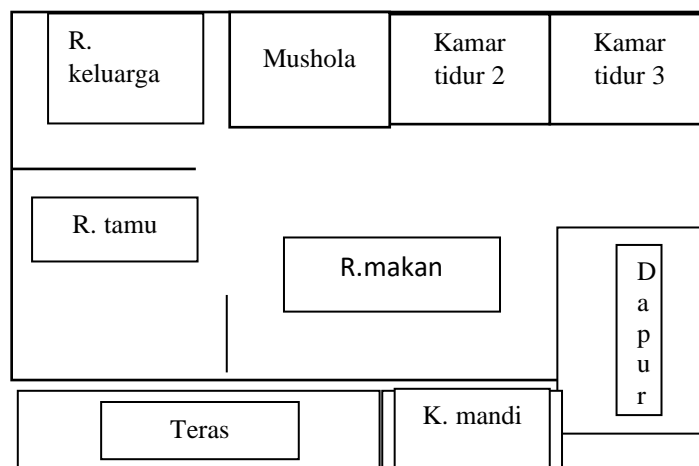 R.
keluarga
Mushola
Kamar
tidur 2
Kamar
tidur 3
R. tamu
R.makan
D
a
p
u
r
Teras
K. mandi